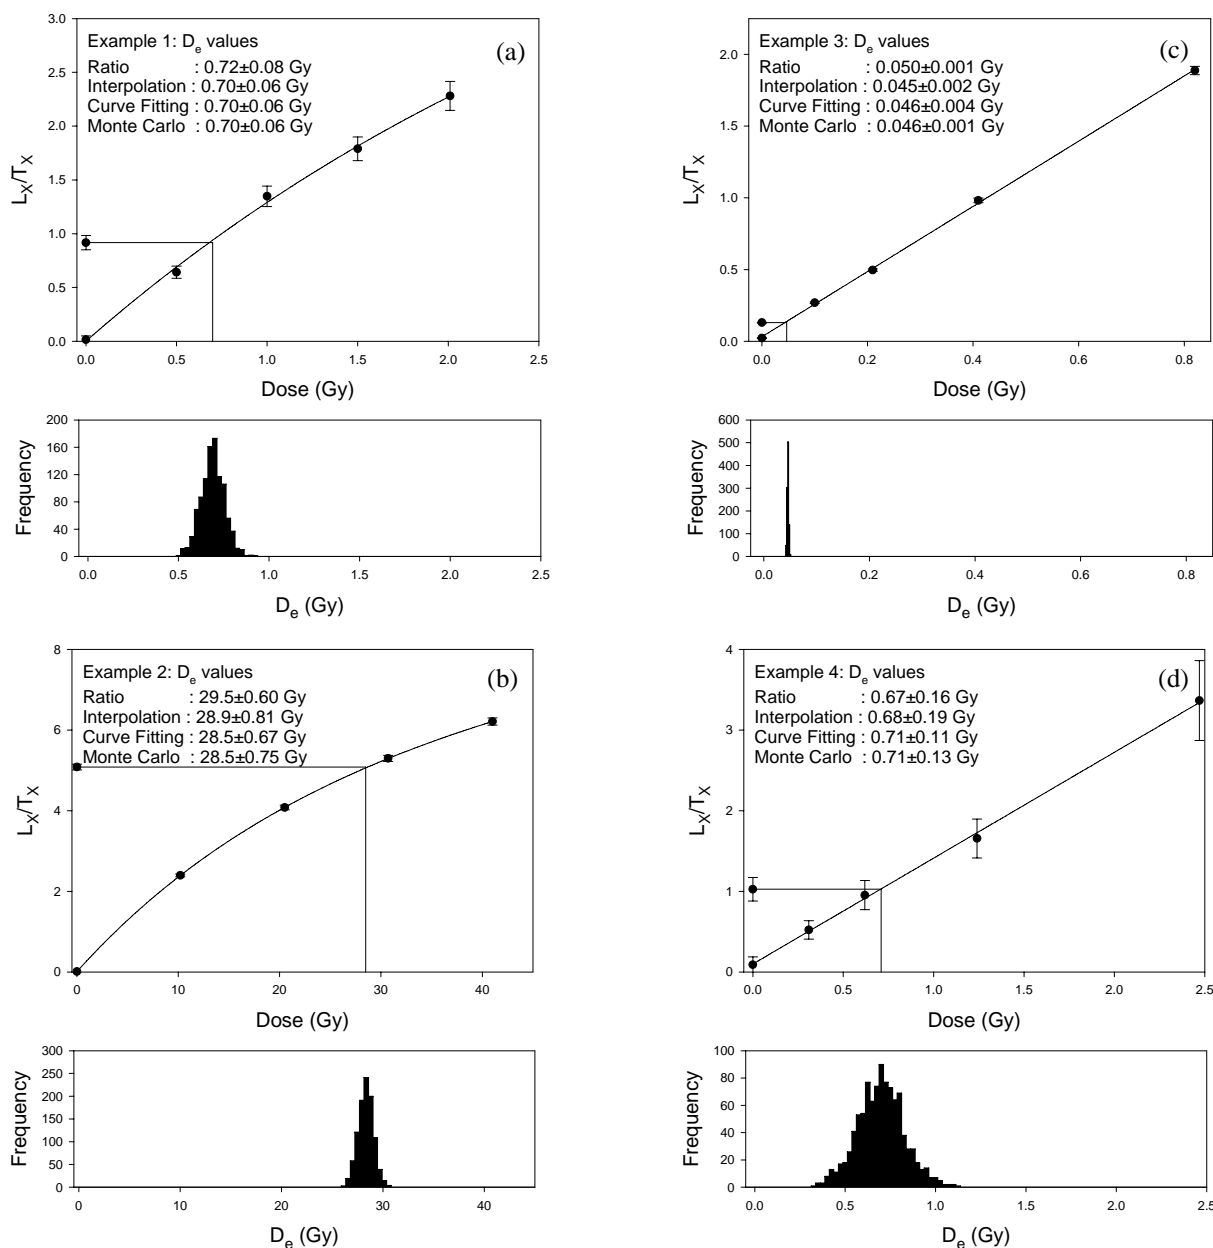 Example 1: De values
(a)
Ratio : 0.72±0.08 Gy
Interpolation : 0.70±0.06 Gy
Curve Fitting : 0.70±0.06 Gy
Monte Carlo : 0.70±0.06 Gy
3.0
2.5
2.0
1.5
1.0
0.5
0.0
LX/TX
0.0 0.5 1.0 1.5 2.0 2.5
Dose (Gy)
200
160
120
80
40
0
Frequency
0.0 0.5 1.0 1.5 2.0 2.5
De (Gy)
Example 3: De values
(c)
Ratio : 0.050±0.001 Gy
Interpolation : 0.045±0.002 Gy
Curve Fitting : 0.046±0.004 Gy
Monte Carlo : 0.046±0.001 Gy
2.0
1.5
1.0
0.5
0.0
LX/TX
0.0 0.2 0.4 0.6 0.8
Dose (Gy)
600
500
400
300
200
100
0
Frequency
0.0 0.2 0.4 0.6 0.8
De (Gy)
Example 2: De values
(b)
Ratio : 29.5±0.60 Gy
Interpolation : 28.9±0.81 Gy
Curve Fitting : 28.5±0.67 Gy
Monte Carlo : 28.5±0.75 Gy
8
6
4
2
0
LX/TX
0 10 20 30 40
Dose (Gy)
300
250
200
150
100
50
0
Frequency
0 10 20 30 40
De (Gy)
Example 4: De values
(d)
Ratio : 0.67±0.16 Gy
Interpolation : 0.68±0.19 Gy
Curve Fitting : 0.71±0.11 Gy
Monte Carlo : 0.71±0.13 Gy
4
3
2
1
0
LX/TX
0.0 0.5 1.0 1.5 2.0 2.5
Dose (Gy)
100
80
60
40
20
0
Frequency
0.0 0.5 1.0 1.5 2.0 2.5
De (Gy)